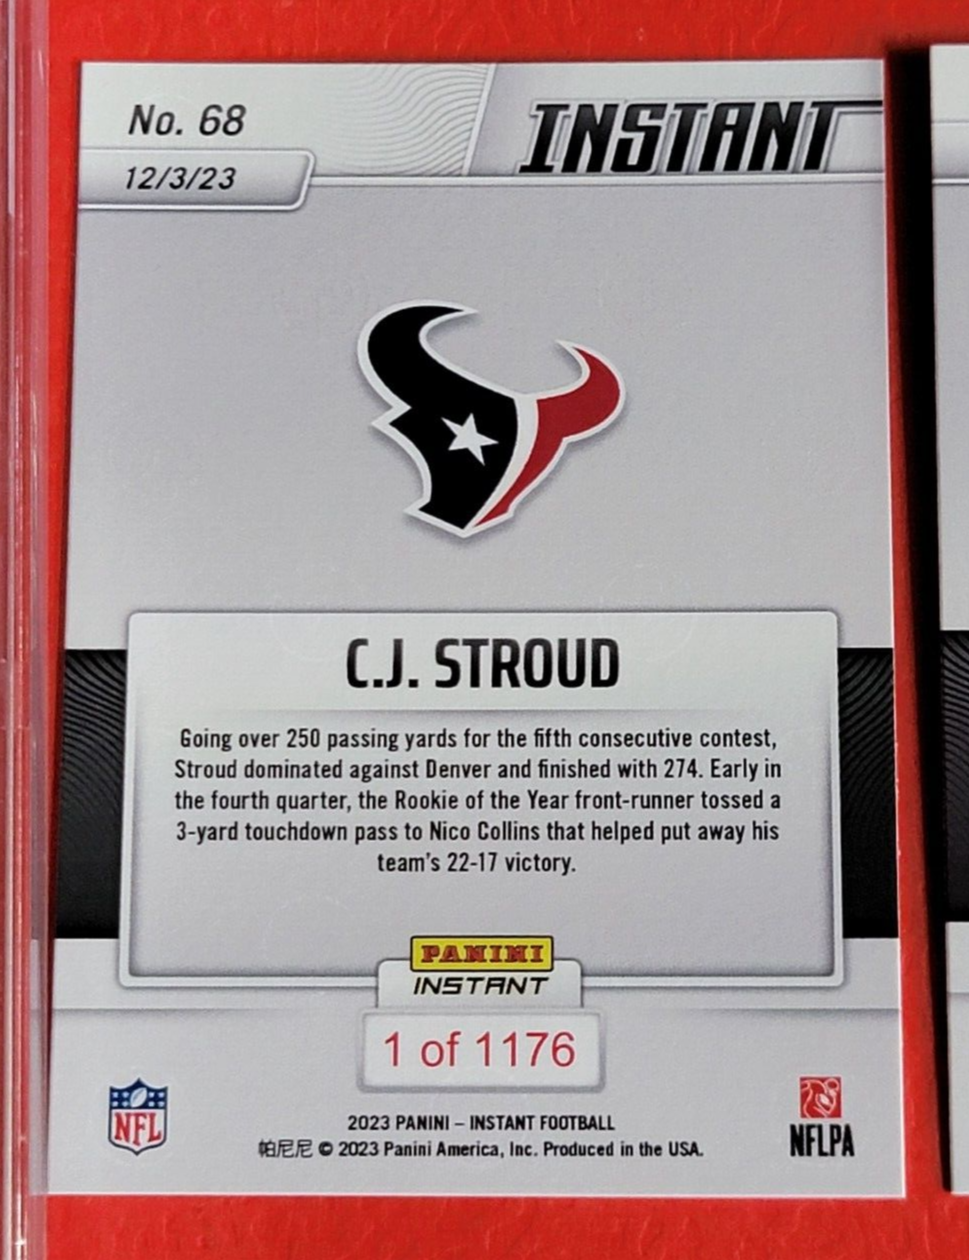 No. 68
INSTANT
12/3/23
C.J. STROUD
Going over 250 passing yards for the fifth consecutive contest,
Stroud dominated against Denver and finished with 274. Early in
the fourth quarter, the Rookie of the Year front-runner tossed a
3-yard touchdown pass to Nico Collins that helped put away his
team's 22-17 victory.
PANINI
INSTANT
1 of 1176
NFL
2023 PANINI – INSTANT FOOTBALL
帕尼尼 © 2023 Panini America, Inc. Produced in the USA.
NFLPA